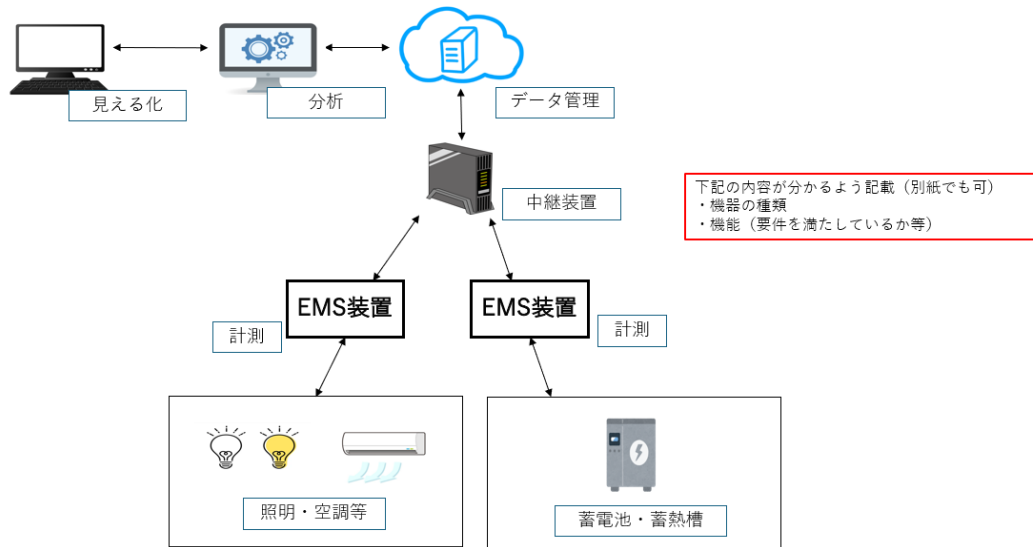 見える化
分析
データ管理
中継装置
下記の内容が分かるよう記載（別紙でも可）
・機器の種類
・機能（要件を満たしているか等）
EMS装置
EMS装置
計測
計測
照明・空調等
蓄電池・蓄熱槽